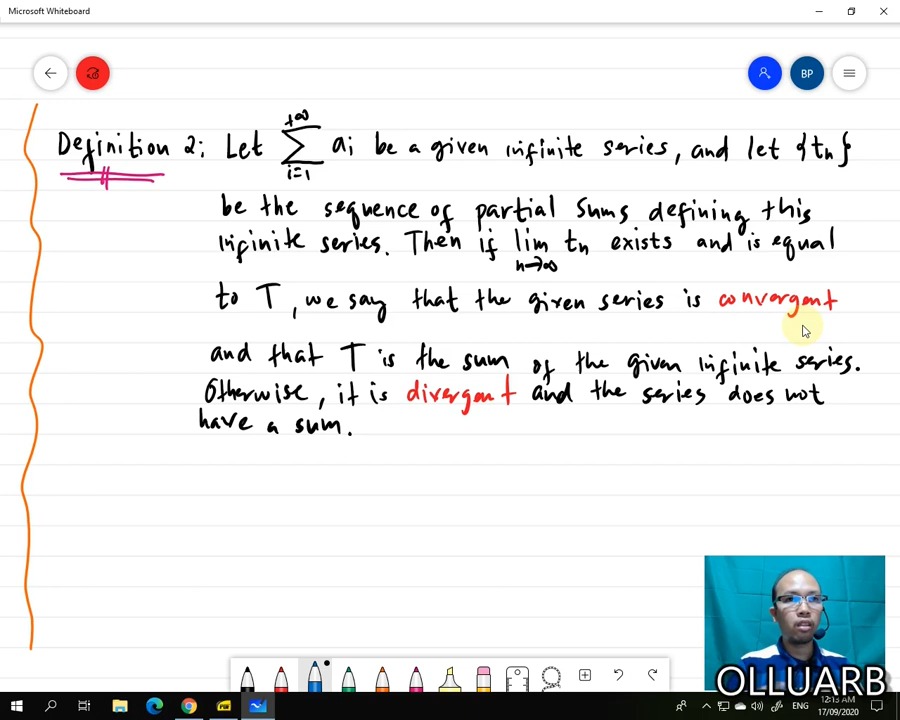 Microsoft Whiteboard
BP
Definition 2: Let ∑_{i=1}^{+∞} a_i be a given infinite series, and let {t_n}
be the sequence of partial sums defining this
infinite series. Then if lim_{n→∞} t_n exists and is equal
to T, we say that the given series is convergent
and that T is the sum of the given infinite series.
Otherwise, it is divergent and the series does not
have a sum.
OLLUARB
ENG
12:13 AM
17/09/2020